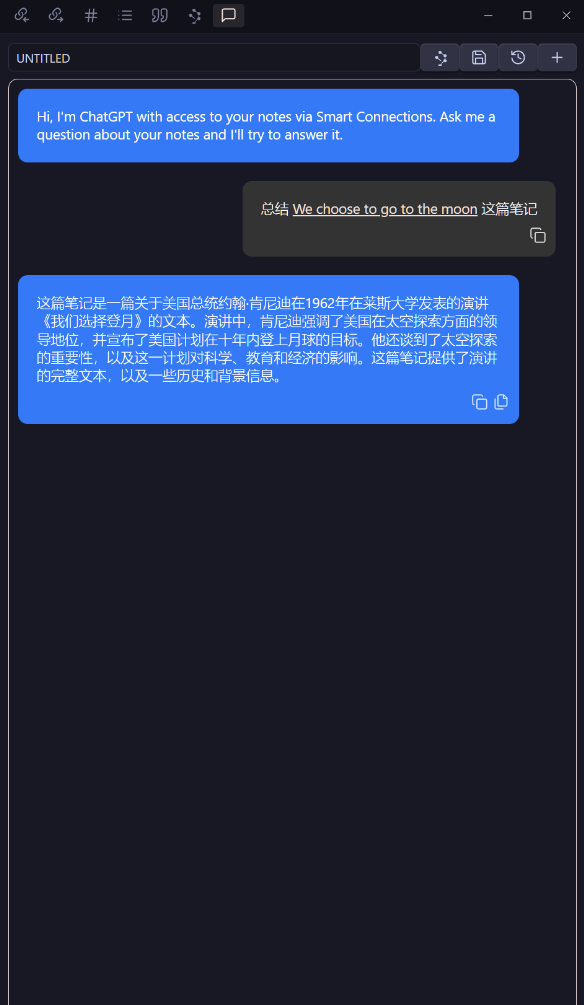 UNTITLED
Hi, I'm ChatGPT with access to your notes via Smart Connections. Ask me a
question about your notes and I'll try to answer it.
总结 We choose to go to the moon 这篇笔记
这篇笔记是一篇关于美国总统约翰·肯尼迪在1962年在莱斯大学发表的演讲
《我们选择登月》的文本。演讲中，肯尼迪强调了美国在太空探索方面的领
导地位，并宣布了美国计划在十年内登上月球的目标。他还谈到了太空探索
的重要性，以及这一计划对科学、教育和经济的影响。这篇笔记提供了演讲
的完整文本，以及一些历史和背景信息。